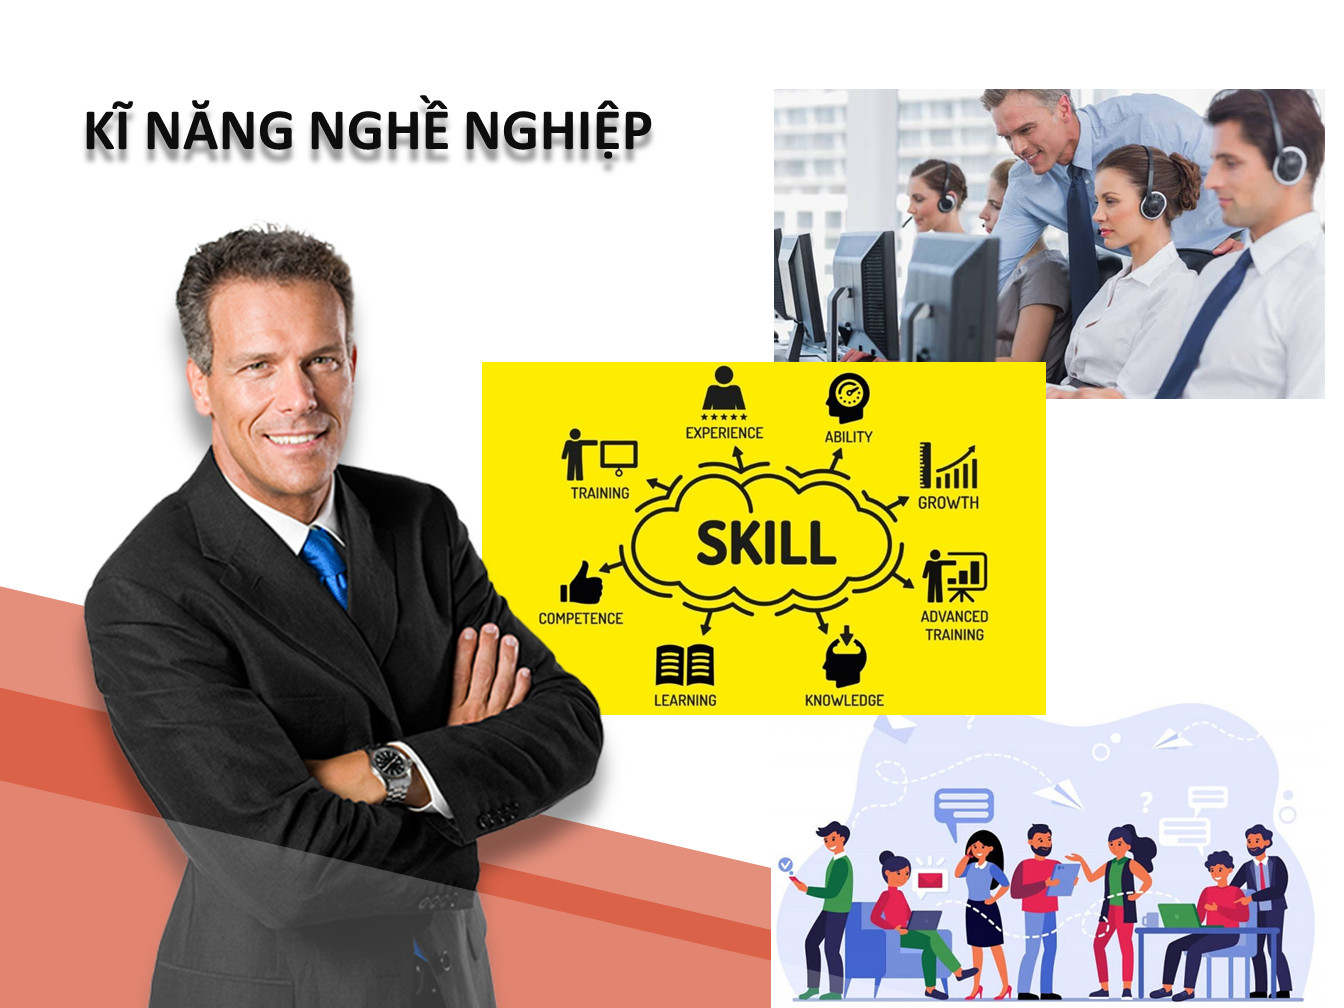 KĨ NĂNG NGHỀ NGHIỆP
EXPERIENCE
ABILITY
TRAINING
GROWTH
SKILL
COMPETENCE
ADVANCED
TRAINING
LEARNING
KNOWLEDGE
?